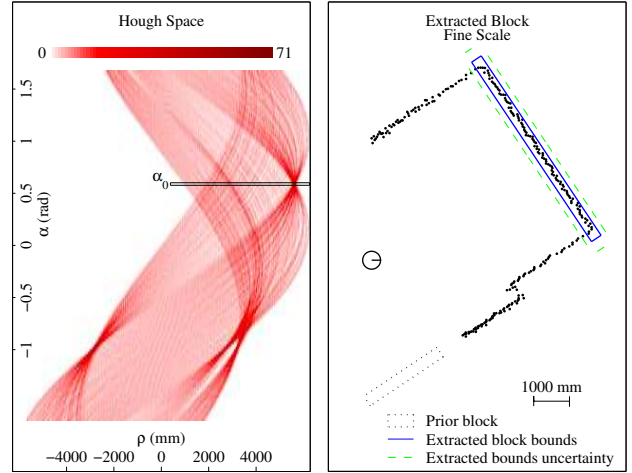 Hough Space
0 71
1.5
1
0.5
0
−0.5
−1
α (rad)
α0
ρ (mm)
−4000 −2000 0 2000 4000
Extracted Block
Fine Scale
1000 mm
Prior block
Extracted block bounds
Extracted bounds uncertainty